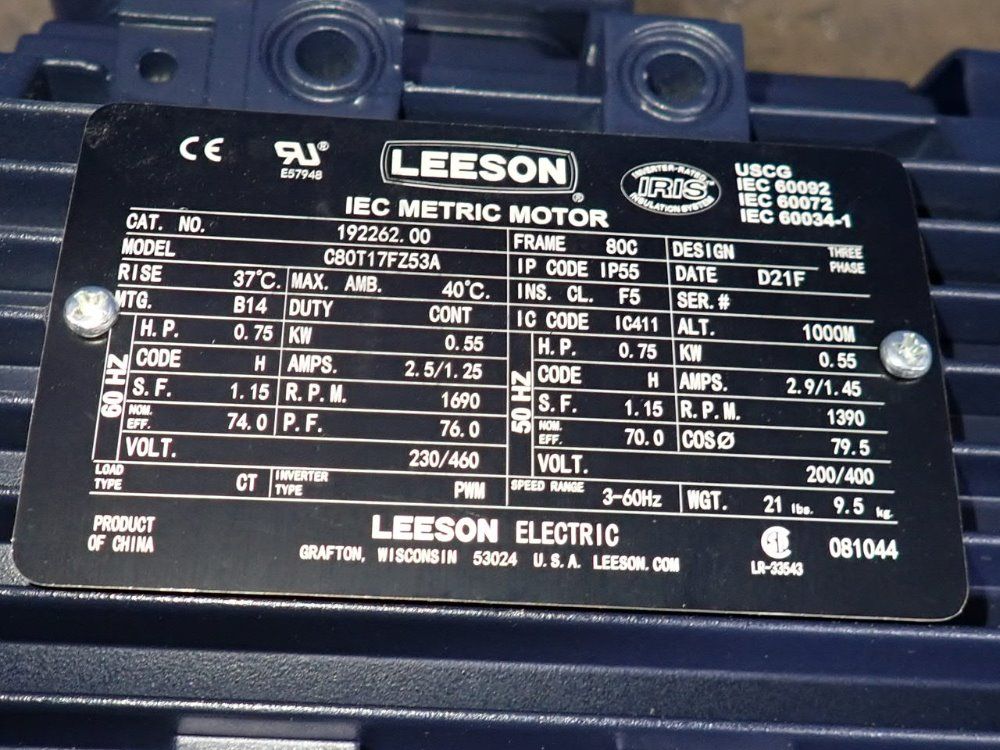 CE
RU®
E57948
LEESON®
INVERTER-RATED
IRIS
INSULATION SYSTEM
USCG
IEC 60092
IEC 60072
IEC 60034-1
IEC METRIC MOTOR
CAT. NO. 192262.00 FRAME 80C DESIGN THREE PHASE
MODEL C80T17FZ53A IP CODE IP55 DATE D21F
RISE 37°C. MAX. AMB. 40°C. INS. CL. F5 SER.#
MTG. B14 DUTY CONT IC CODE IC411 ALT. 1000M
60 HZ
H.P. 0.75 KW 0.55
CODE H AMPS. 2.5/1.25
S.F. 1.15 R.P.M. 1690
NOM. EFF. 74.0 P.F. 76.0
VOLT. 230/460
50 HZ
H.P. 0.75 KW 0.55
CODE H AMPS. 2.9/1.45
S.F. 1.15 R.P.M. 1390
NOM. EFF. 70.0 COSØ 79.5
VOLT. 200/400
LOAD TYPE CT INVERTER TYPE PWM SPEED RANGE 3-60Hz WGT. 21 lbs. 9.5 kg.
PRODUCT
OF CHINA
LEESON ELECTRIC
GRAFTON, WISCONSIN 53024 U.S.A. LEESON.COM
LR-33543
081044